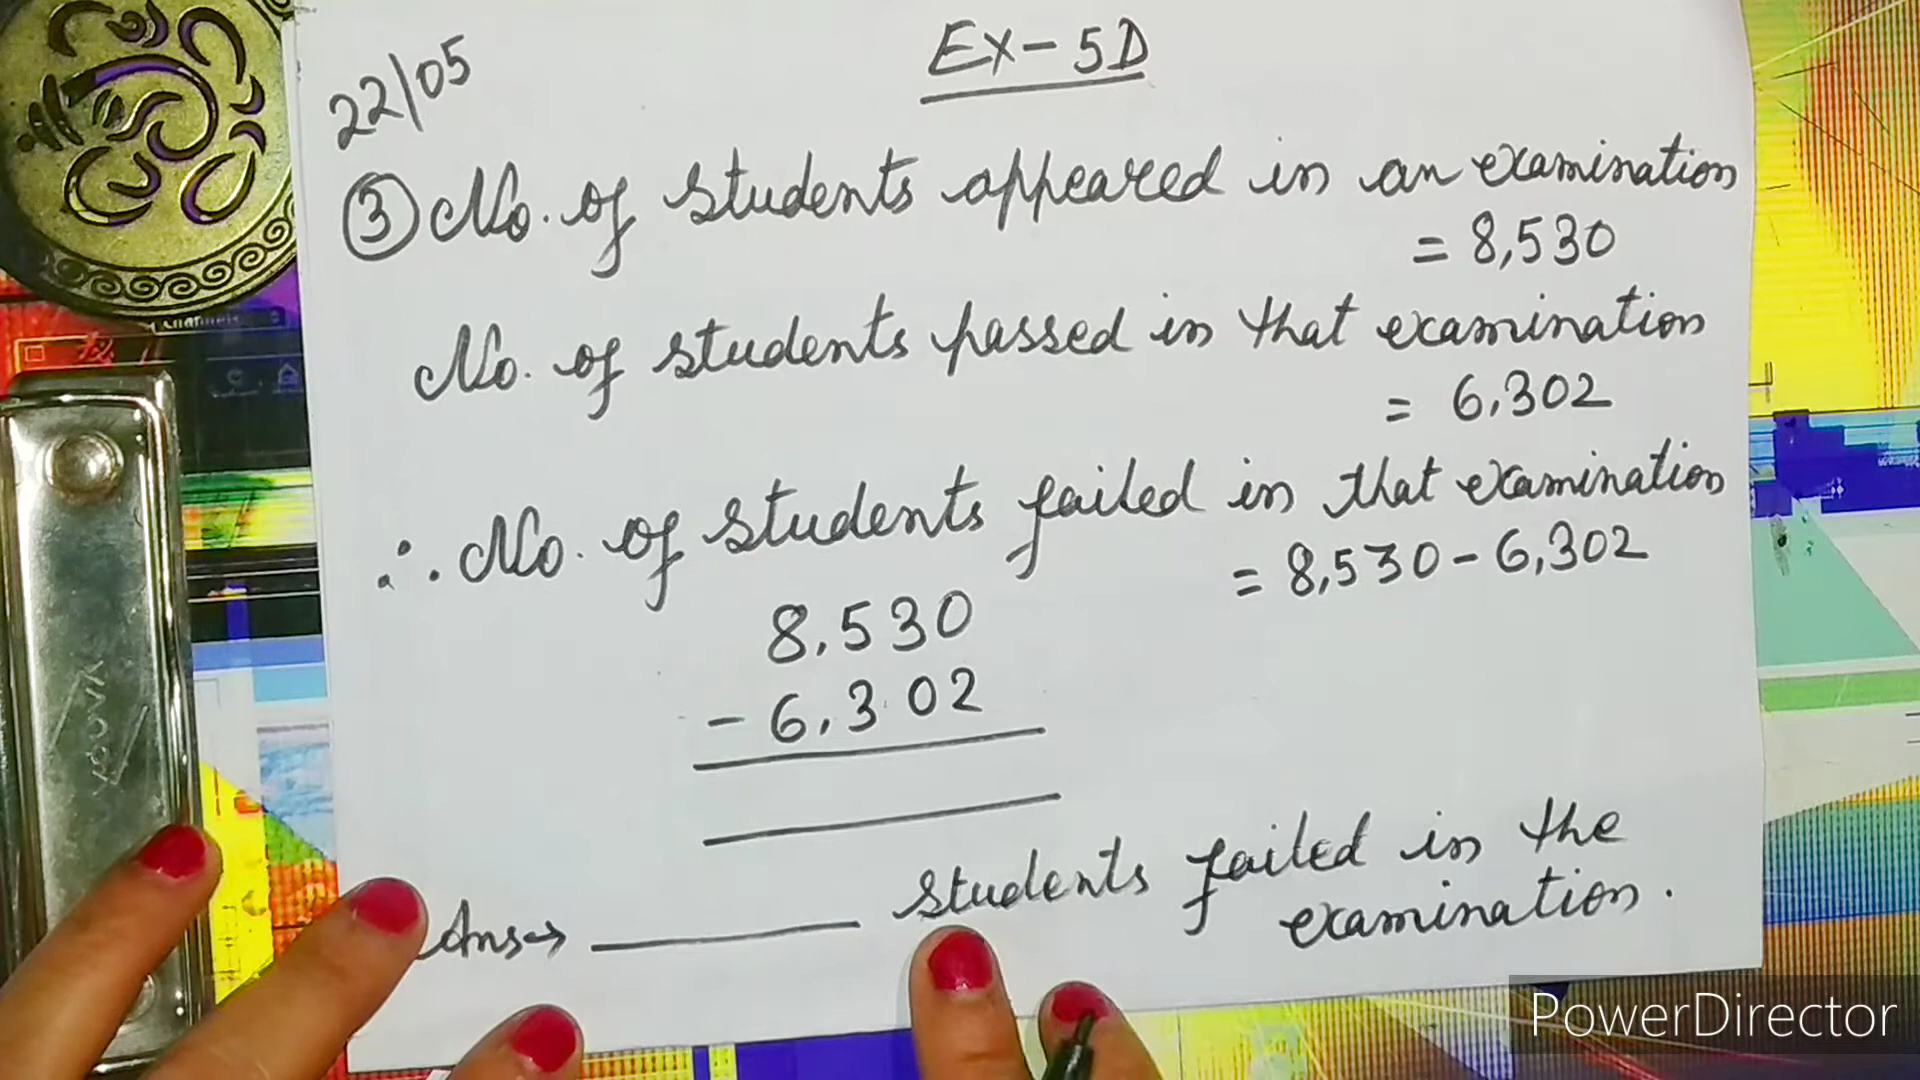 22/05
Ex-5D
③ No. of students appeared in an examination
= 8,530
No. of students passed in that examination
= 6,302
∴ No. of students failed in that examination
= 8,530 - 6,302
8,530
- 6,302
Ans→ ______ students failed in the
examination.
PowerDirector